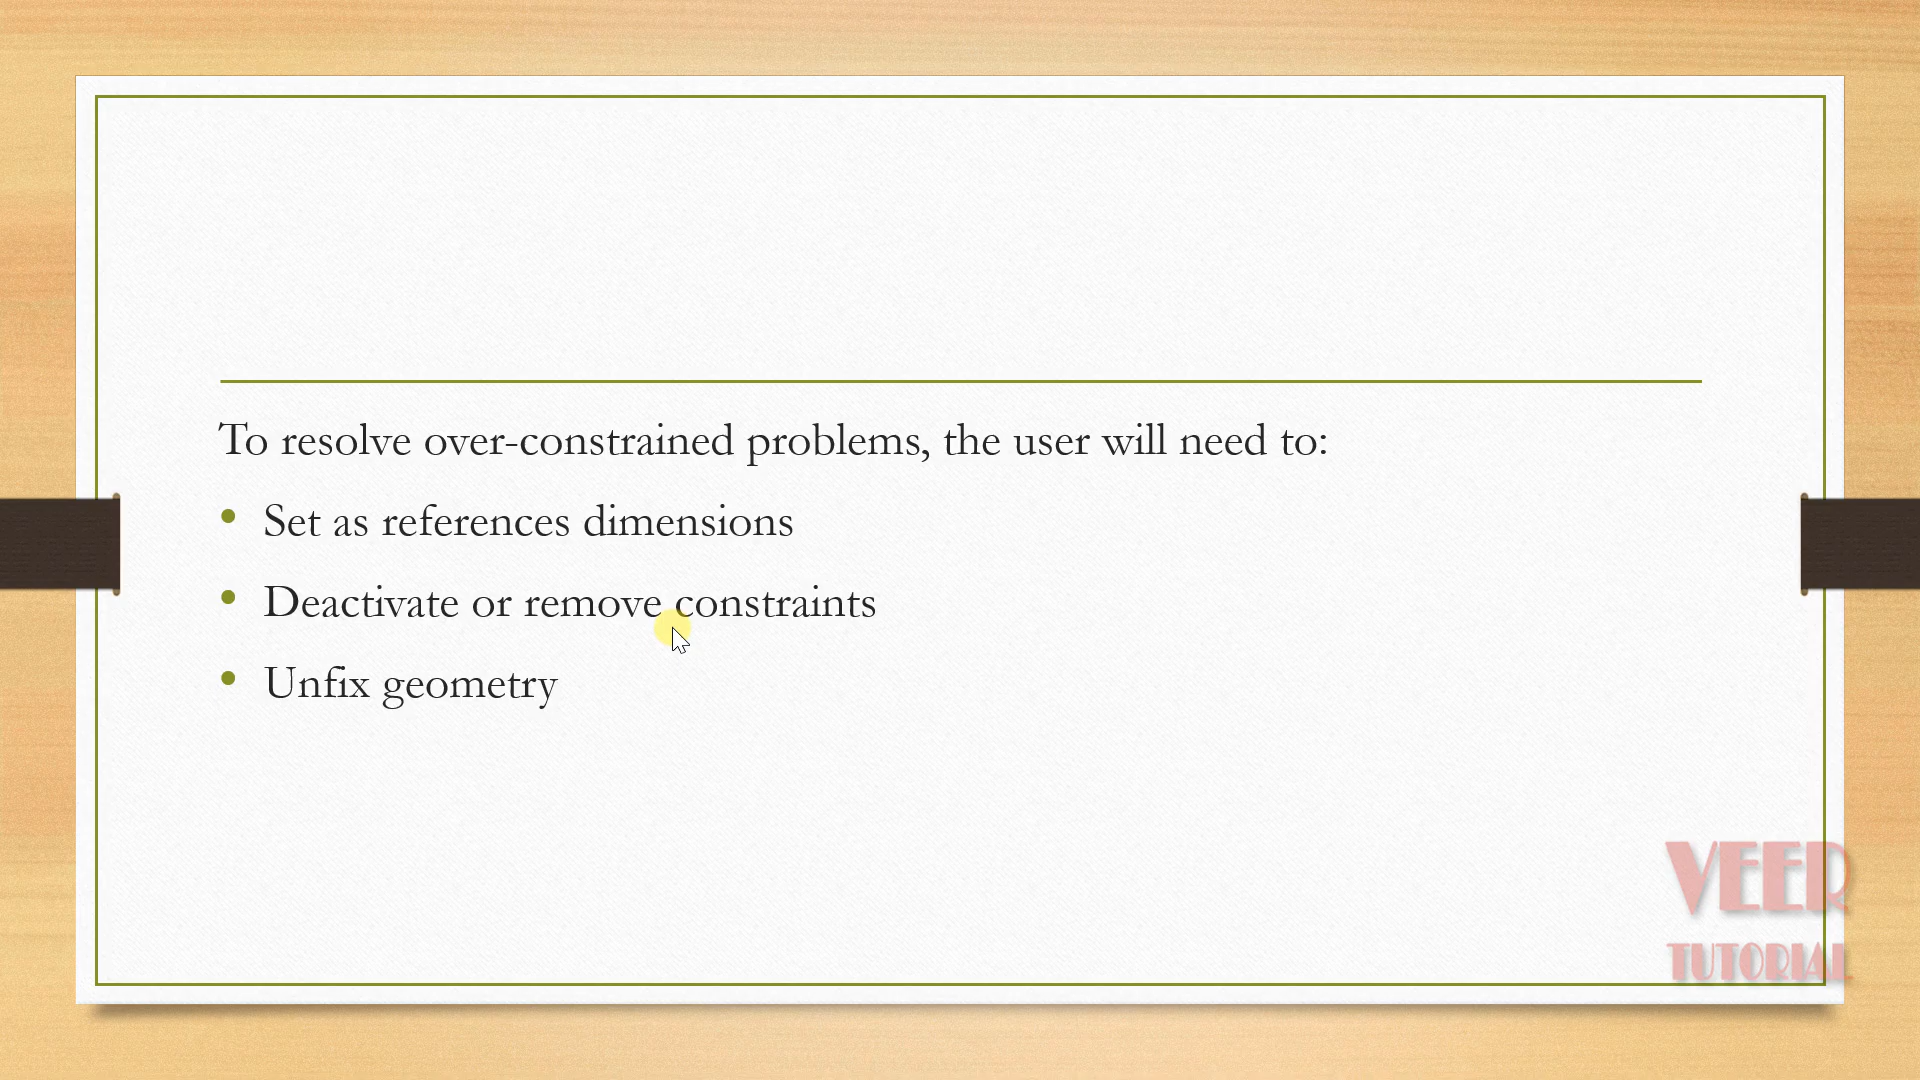 To resolve over-constrained problems, the user will need to:
Set as references dimensions
Deactivate or remove constraints
Unfix geometry
VEER
TUTORIAL